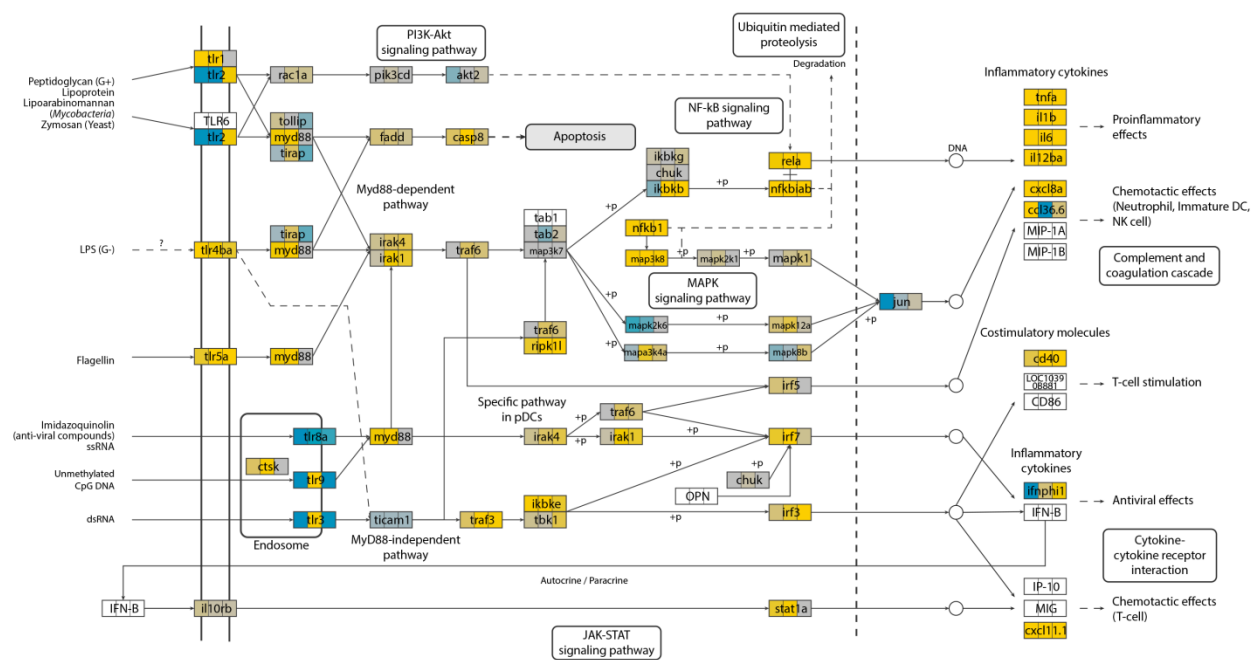 PI3K-Akt
signaling pathway
Ubiquitin mediated
proteolysis
Degradation
Peptidoglycan (G+)
Lipoprotein
Lipoarabinomannan
(Mycobacteria)
Zymosan (Yeast)
tlr1
tlr2
TLR6
tlr2
rac1a
pik3cd
akt2
tollip
myd88
tirap
fadd
casp8
Apoptosis
NF-kB signaling
pathway
ikbkg
chuk
ikbkb
+p
rela
nfkbiab
DNA
Inflammatory cytokines
tnfa
il1b
il6
il12ba
Proinflammatory
effects
cxcl8a
ccl36.6
MIP-1A
MIP-1B
Chemotactic effects
(Neutrophil, Immature DC,
NK cell)
Complement and
coagulation cascade
Myd88-dependent
pathway
LPS (G-)
?
tlr4ba
tirap
myd88
irak4
irak1
traf6
tab1
tab2
map3k7
+p
nfkb1
map3k8
+p
mapk2k1
+p
mapk1
MAPK
signaling pathway
+p
mapk2k6
+p
mapk12a
+p
mapa3k4a
+p
mapk8b
jun
+p
traf6
ripk1l
Flagellin
tlr5a
myd88
Costimulatory molecules
cd40
LOC1039
08881
CD86
T-cell stimulation
irf5
Specific pathway
in pDCs
Imidazoquinolin
(anti-viral compounds)
ssRNA
tlr8a
myd88
irak4
+p
traf6
+p
irak1
+p
irf7
Unmethylated
CpG DNA
ctsk
tlr9
+p
chuk
+p
OPN
dsRNA
tlr3
Endosome
ticam1
MyD88-independent
pathway
traf3
ikbke
tbk1
+p
irf3
Inflammatory
cytokines
ifnphi1
IFN-B
Antiviral effects
Cytokine-
cytokine receptor
interaction
Autocrine / Paracrine
IFN-B
il10rb
stat1a
IP-10
MIG
cxcl11.1
Chemotactic effects
(T-cell)
JAK-STAT
signaling pathway